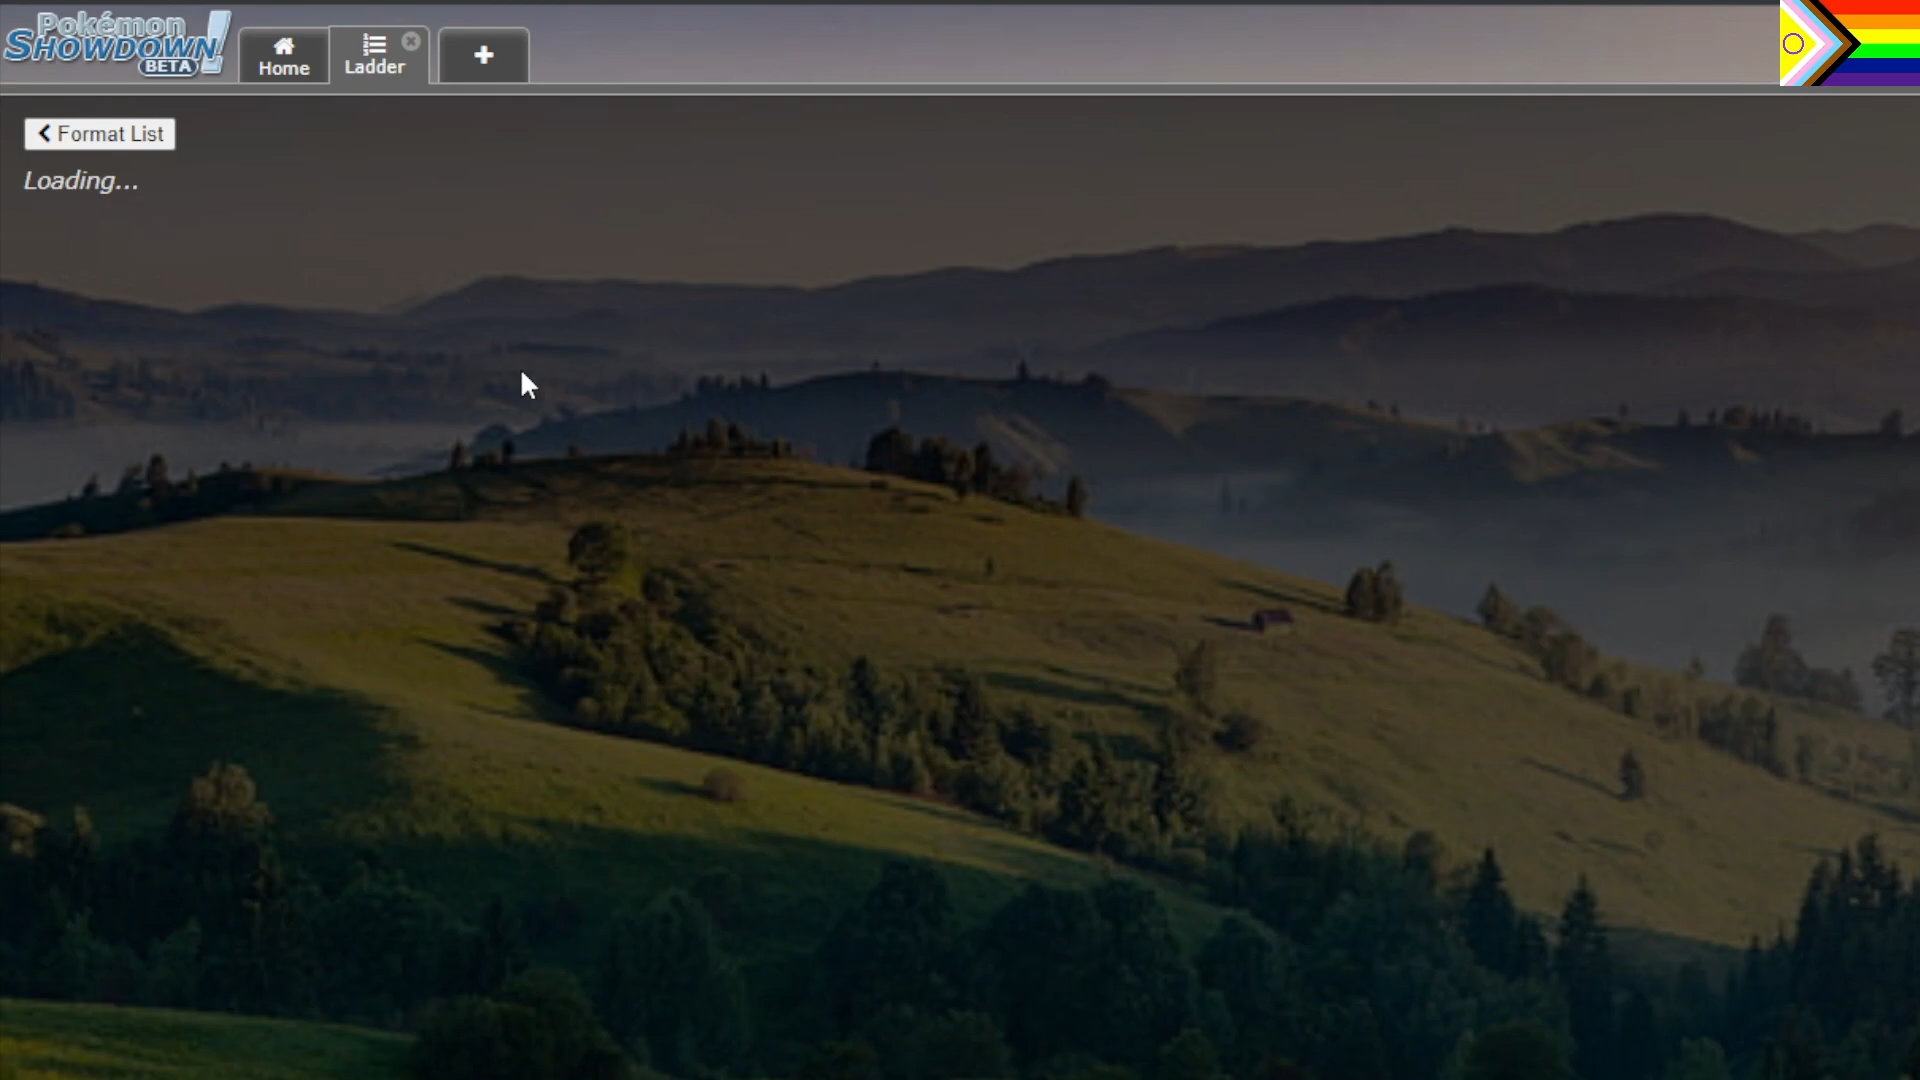 Pokémon
SHOWDOWN!
BETA
Home
Ladder
Format List
Loading...